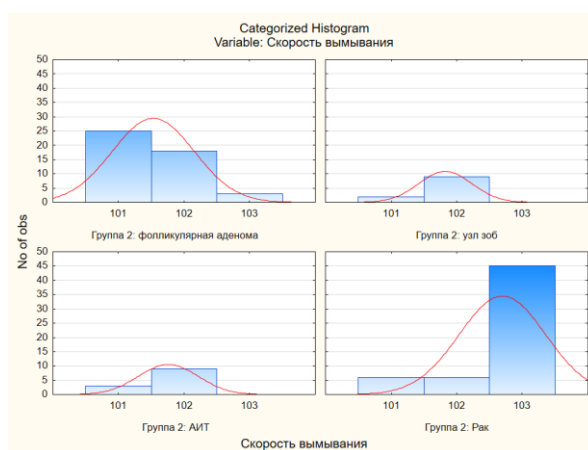 Categorized Histogram
Variable: Скорость вымывания
No of obs
50
45
40
35
30
25
20
15
10
5
0
101 102 103
101 102 103
Группа 2: фолликулярная аденома
Группа 2: узл зоб
50
45
40
35
30
25
20
15
10
5
0
101 102 103
101 102 103
Группа 2: АИТ
Группа 2: Рак
Скорость вымывания